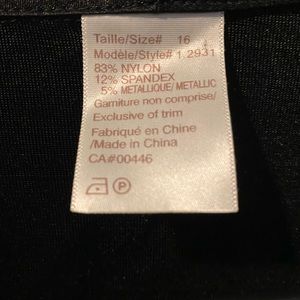 Taille/Size# 16
Modèle/Style# 1.2931
83% NYLON
12% SPANDEX
5% METALLIQUE/ METALLIC
Garniture non comprise/
Exclusive of trim
Fabriqué en Chine
/Made in China
CA#00446
P